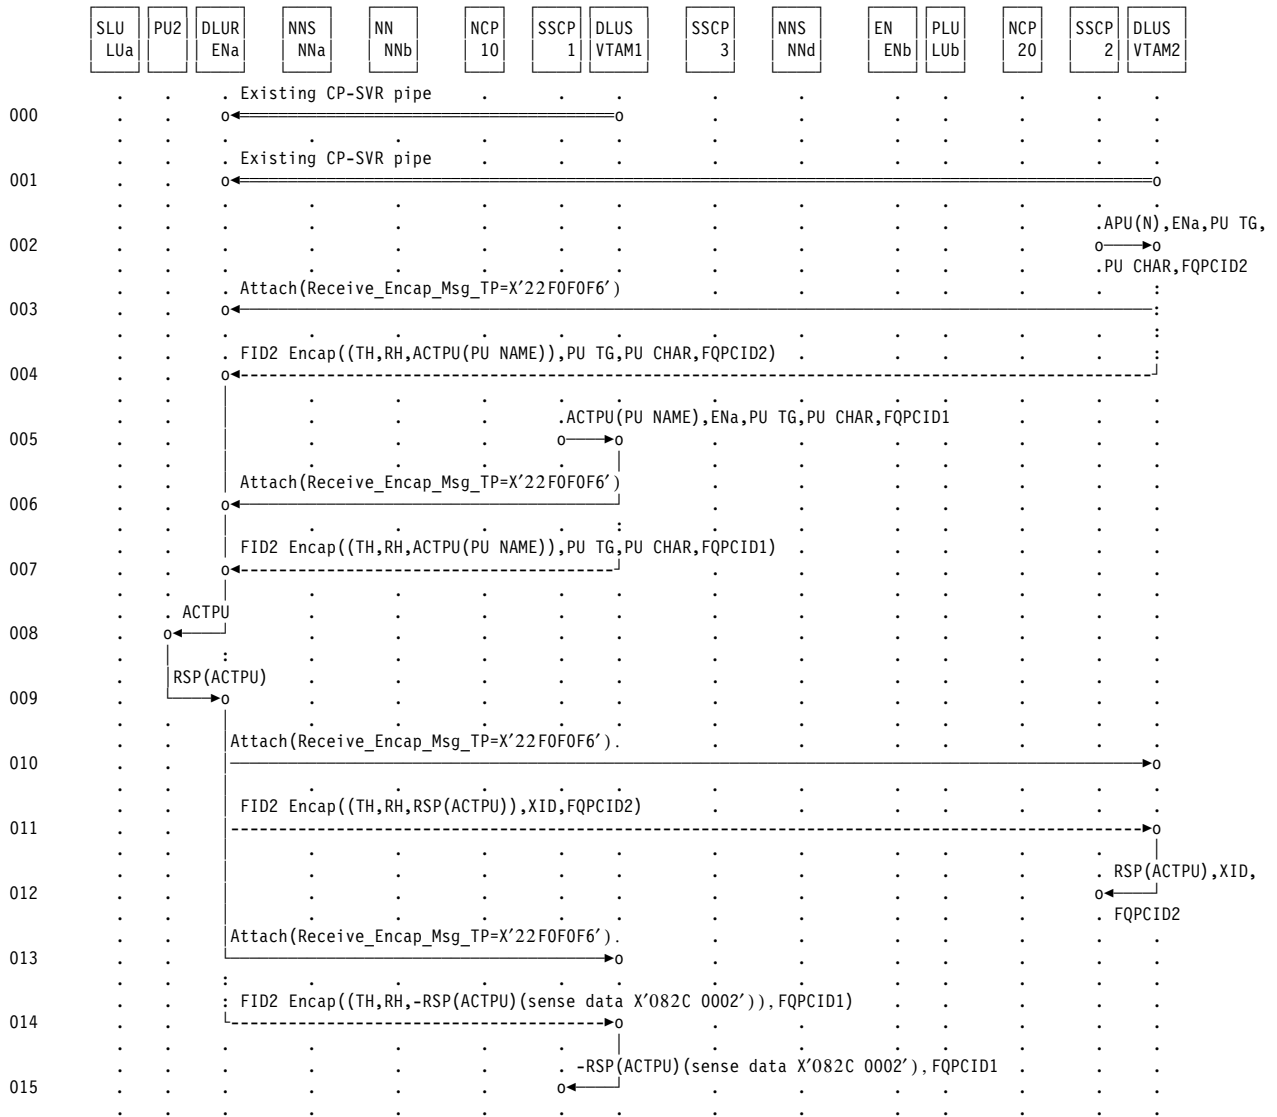 SLU PU2 DLUR NNS NN NCP SSCP DLUS SSCP NNS EN PLU NCP SSCP DLUS
LUa ENa NNa NNb 10 1 VTAM1 3 NNd ENb LUb 20 2 VTAM2
Existing CP-SVR pipe
000
Existing CP-SVR pipe
001
APU(N),ENa,PU TG,
002
PU CHAR,FQPCID2
Attach(Receive_Encap_Msg_TP=X'22F0F0F6')
003
FID2 Encap((TH,RH,ACTPU(PU NAME)),PU TG,PU CHAR,FQPCID2)
004
ACTPU(PU NAME),ENa,PU TG,PU CHAR,FQPCID1
005
Attach(Receive_Encap_Msg_TP=X'22F0F0F6')
006
FID2 Encap((TH,RH,ACTPU(PU NAME)),PU TG,PU CHAR,FQPCID1)
007
ACTPU
008
RSP(ACTPU)
009
Attach(Receive_Encap_Msg_TP=X'22F0F0F6').
010
FID2 Encap((TH,RH,RSP(ACTPU)),XID,FQPCID2)
011
RSP(ACTPU),XID,
012
FQPCID2
Attach(Receive_Encap_Msg_TP=X'22F0F0F6').
013
FID2 Encap((TH,RH,-RSP(ACTPU)(sense data X'082C 0002')),FQPCID1)
014
-RSP(ACTPU)(sense data X'082C 0002'),FQPCID1
015